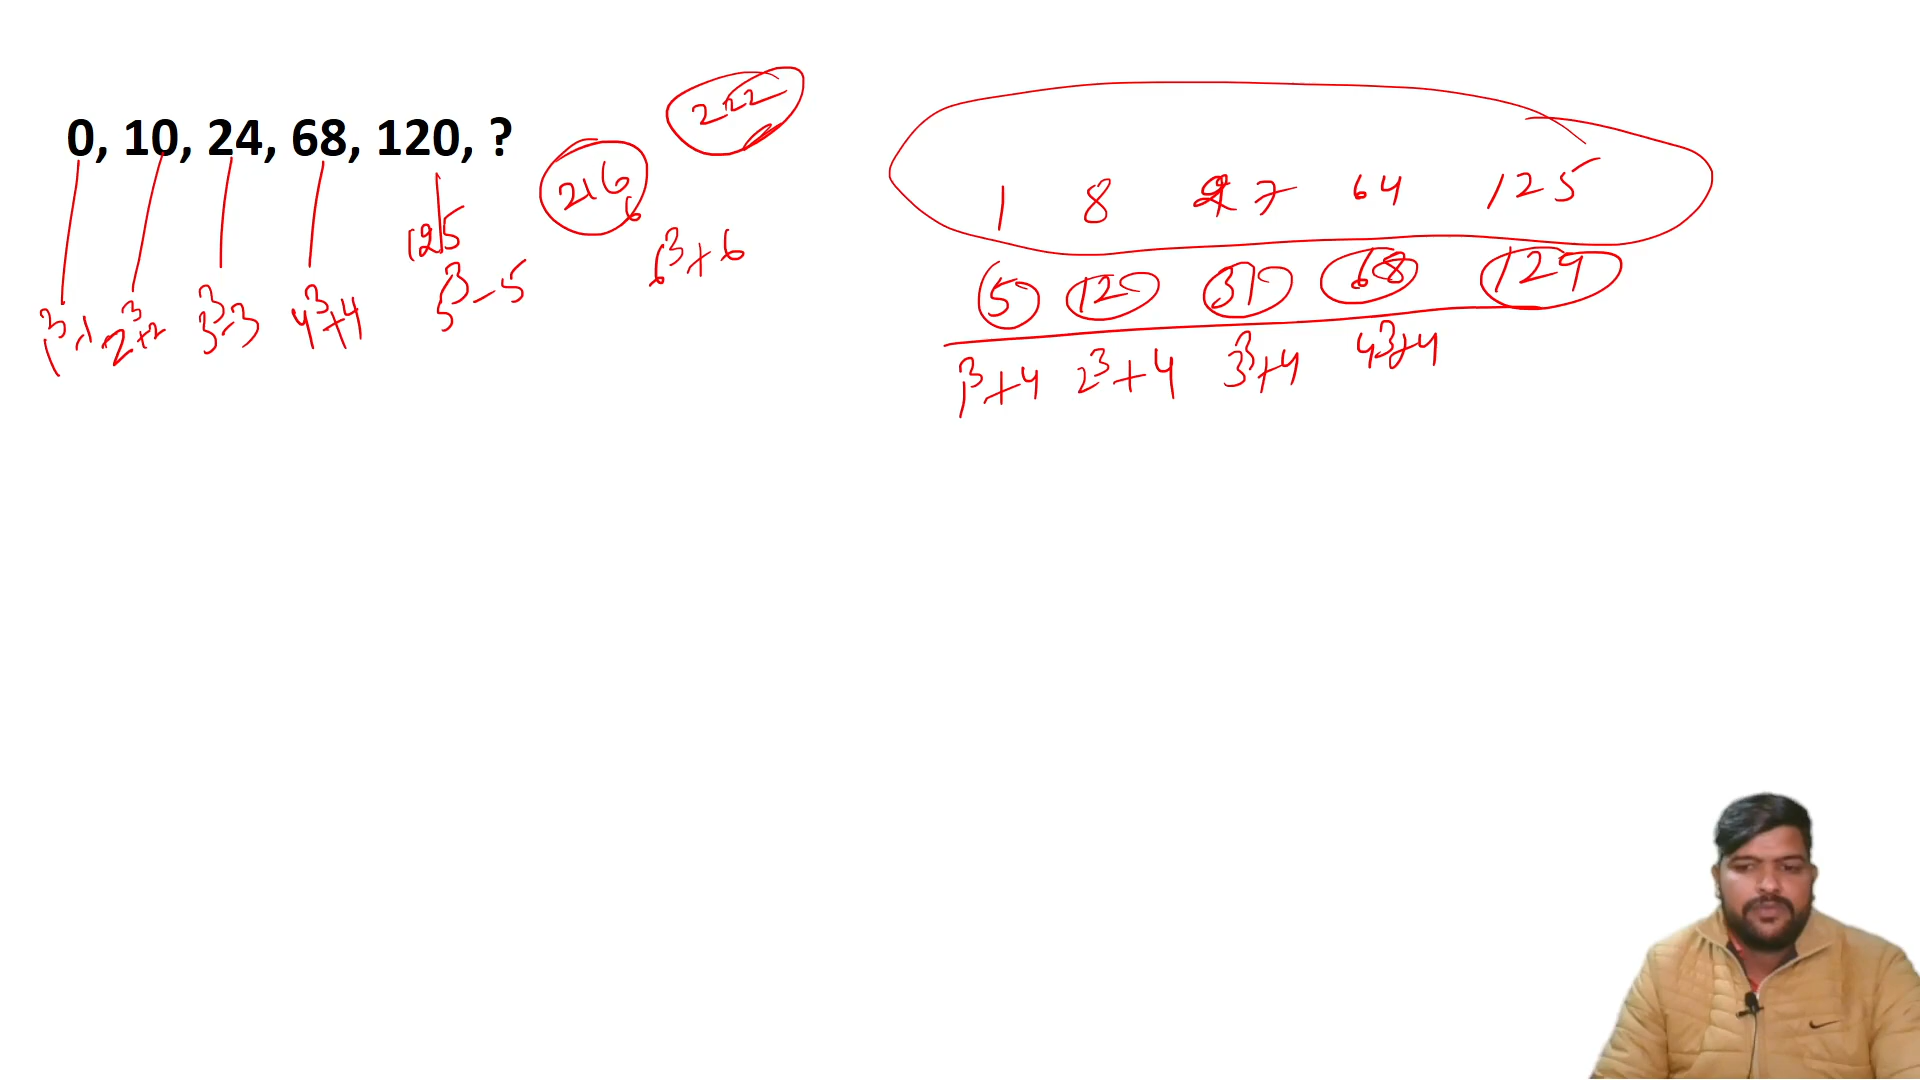 0, 10, 24, 68, 120, ?
222
216
6
125
1³-1 2³+2 3³-3 4³+4 5³-5 6³+6
1 8 27 64 125
5 12 31 68 129
1³+4 2³+4 3³+4 4³+4